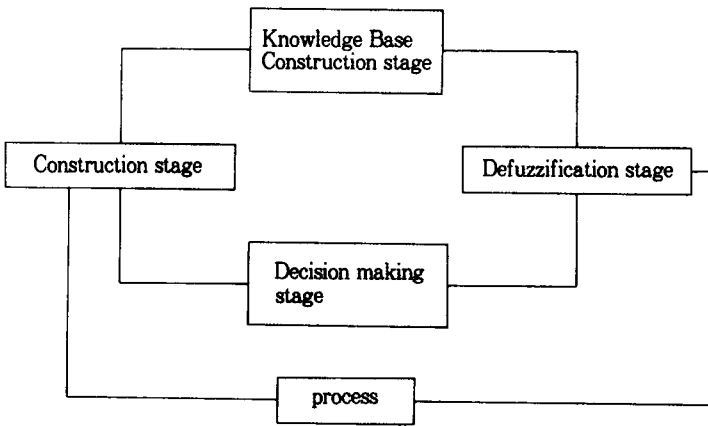 Knowledge Base
Construction stage
Construction stage
Defuzzification stage
Decision making
stage
process